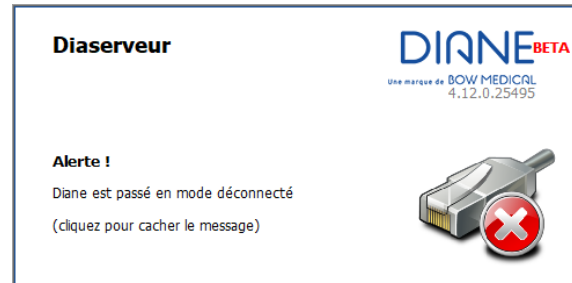 Diaserveur
DIANE BETA
Une marque de BOW MEDICAL
4.12.0.25495
Alerte !
Diane est passé en mode déconnecté
(cliquez pour cacher le message)